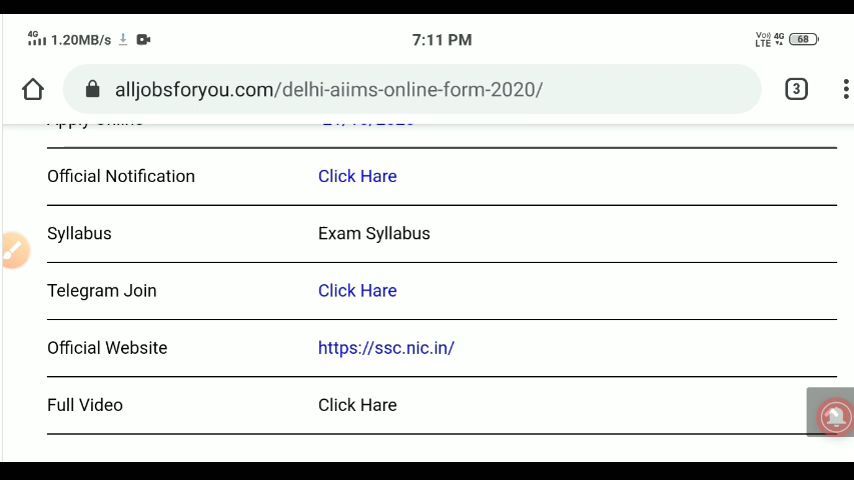 4G 1.20MB/s 7:11 PM Vo)) LTE 4G 68
alljobsforyou.com/delhi-aiims-online-form-2020/ 3
Apply Online
Official Notification Click Hare
Syllabus Exam Syllabus
Telegram Join Click Hare
Official Website https://ssc.nic.in/
Full Video Click Hare